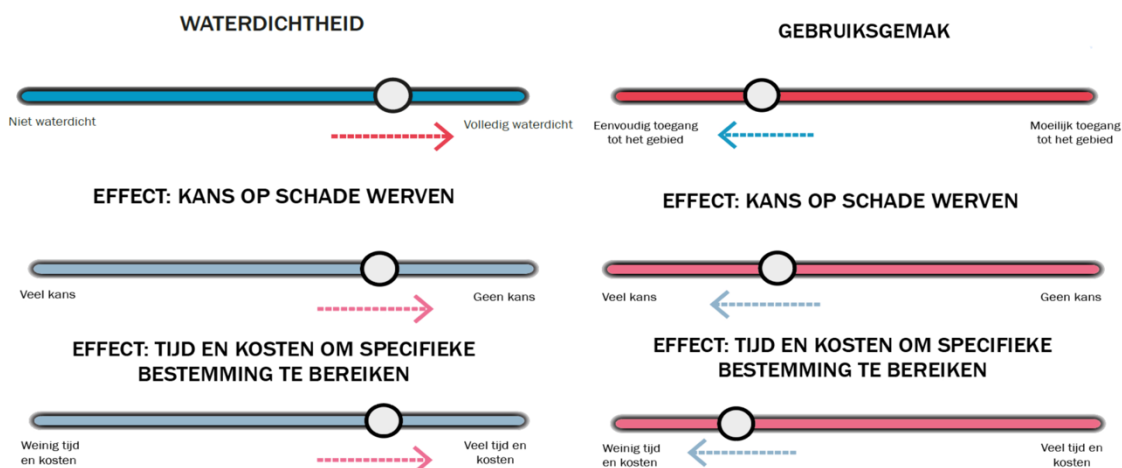 WATERDICHTHEID
Niet waterdicht
Volledig waterdicht
EFFECT: KANS OP SCHADE WERVEN
Veel kans
Geen kans
EFFECT: TIJD EN KOSTEN OM SPECIFIEKE
BESTEMMING TE BEREIKEN
Weinig tijd
en kosten
Veel tijd en
kosten
GEBRUIKSGEMAK
Eenvoudig toegang
tot het gebied
Moeilijk toegang
tot het gebied
EFFECT: KANS OP SCHADE WERVEN
Veel kans
Geen kans
EFFECT: TIJD EN KOSTEN OM SPECIFIEKE
BESTEMMING TE BEREIKEN
Weinig tijd
en kosten
Veel tijd en
kosten